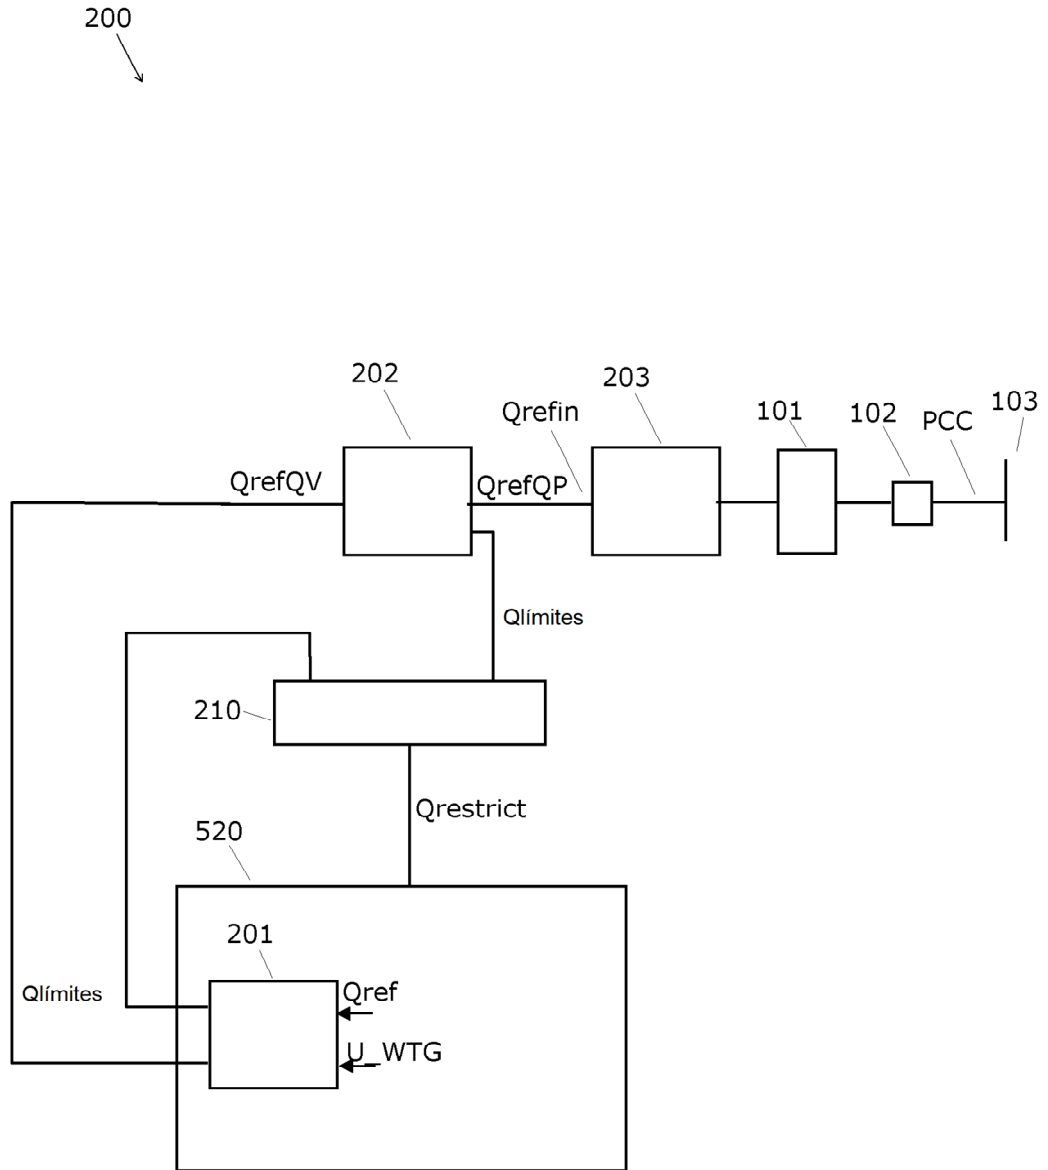 200
202
203
101
102
PCC
103
Qrefin
QrefQV
QrefQP
Qlímites
210
Qrestrict
520
201
Qlímites
Qref
U_WTG